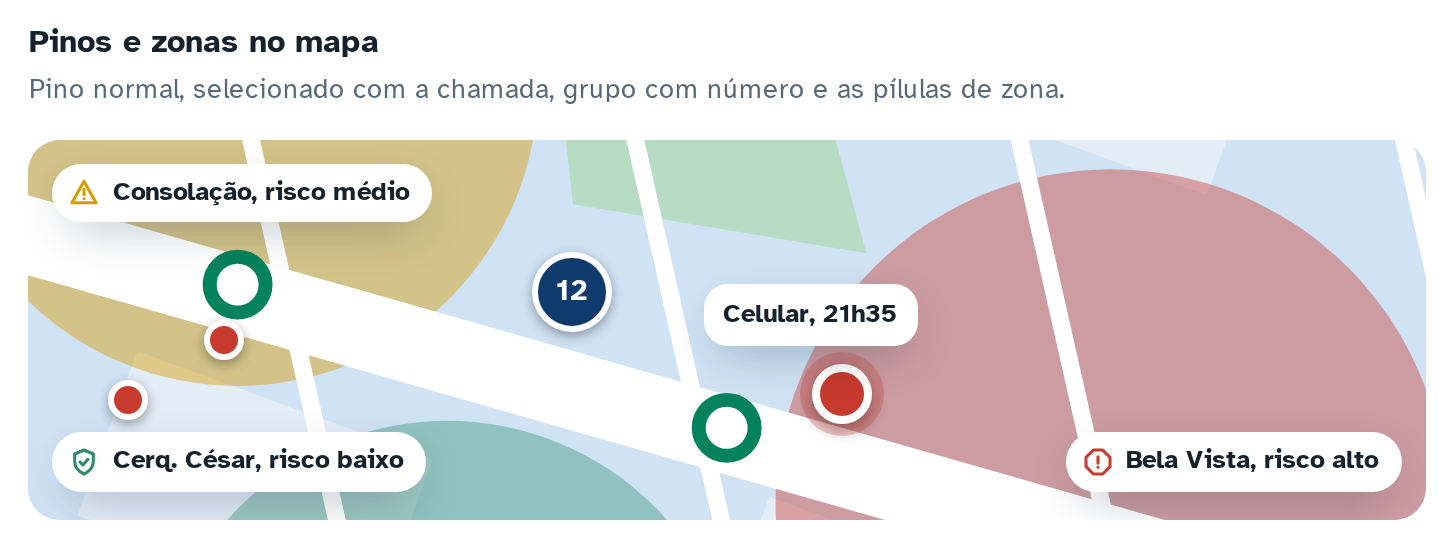 Pinos e zonas no mapa
Pino normal, selecionado com a chamada, grupo com número e as pílulas de zona.
Consolação, risco médio
12
Celular, 21h35
Cerq. César, risco baixo
Bela Vista, risco alto